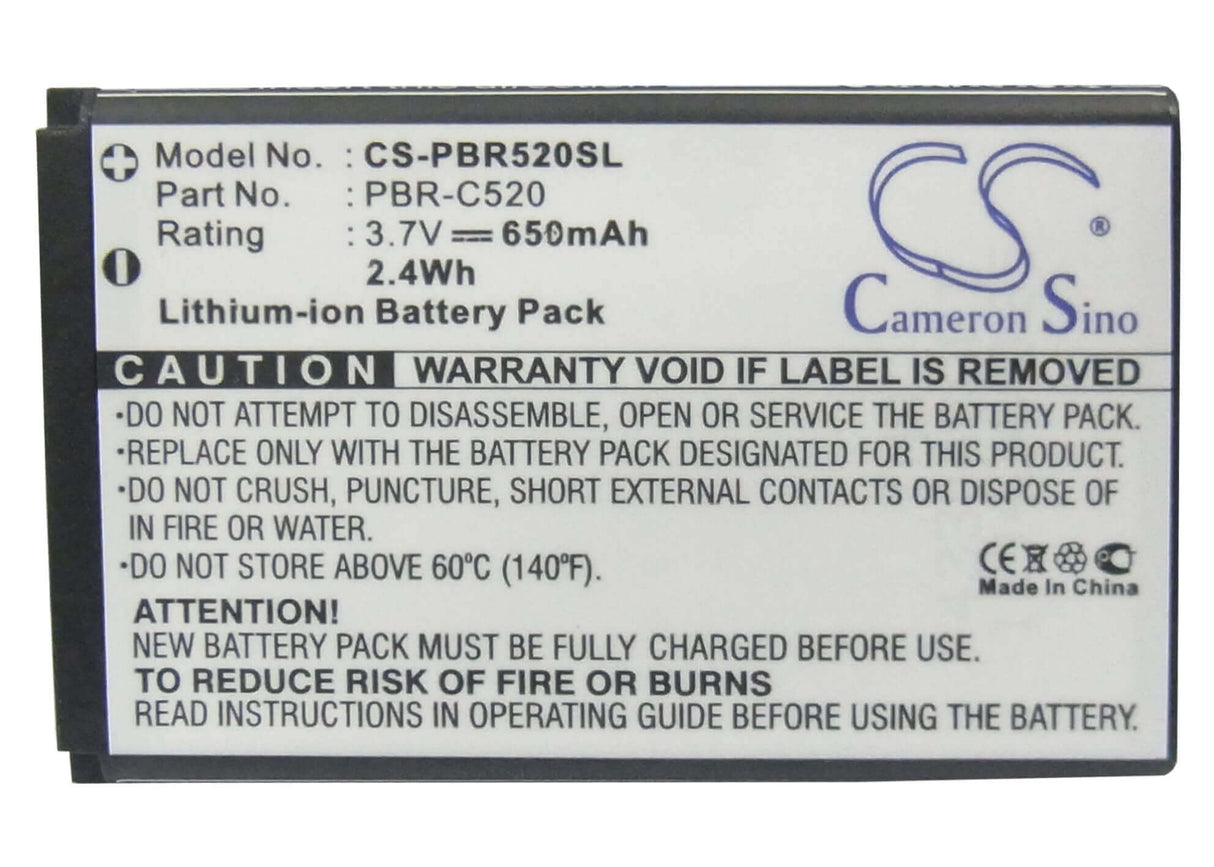 Model No. : CS-PBR520SL
Part No. : PBR-C520
Rating : 3.7V 650mAh
2.4Wh
Lithium-ion Battery Pack
CS ®
Cameron Sino
CAUTION WARRANTY VOID IF LABEL IS REMOVED
•DO NOT ATTEMPT TO DISASSEMBLE, OPEN OR SERVICE THE BATTERY PACK.
•REPLACE ONLY WITH THE BATTERY PACK DESIGNATED FOR THIS PRODUCT.
•DO NOT CRUSH, PUNCTURE, SHORT EXTERNAL CONTACTS OR DISPOSE OF
IN FIRE OR WATER.
•DO NOT STORE ABOVE 60ºC (140ºF).
CE
Made In China
ATTENTION!
NEW BATTERY PACK MUST BE FULLY CHARGED BEFORE USE.
TO REDUCE RISK OF FIRE OR BURNS
READ INSTRUCTIONS IN OPERATING GUIDE BEFORE USING THE BATTERY.